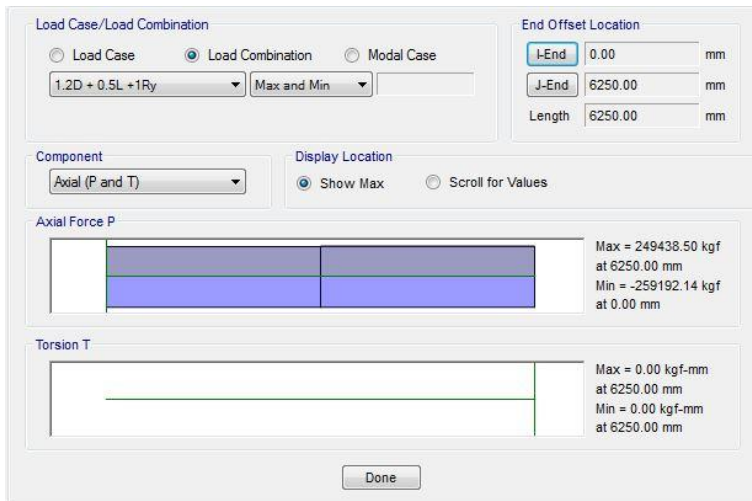 Load Case/Load Combination
Load Case
Load Combination
Modal Case
1.2D + 0.5L +1Ry
Max and Min
End Offset Location
I-End 0.00 mm
J-End 6250.00 mm
Length 6250.00 mm
Component
Axial (P and T)
Display Location
Show Max
Scroll for Values
Axial Force P
Max = 249438.50 kgf
at 6250.00 mm
Min = -259192.14 kgf
at 0.00 mm
Torsion T
Max = 0.00 kgf-mm
at 6250.00 mm
Min = 0.00 kgf-mm
at 6250.00 mm
Done